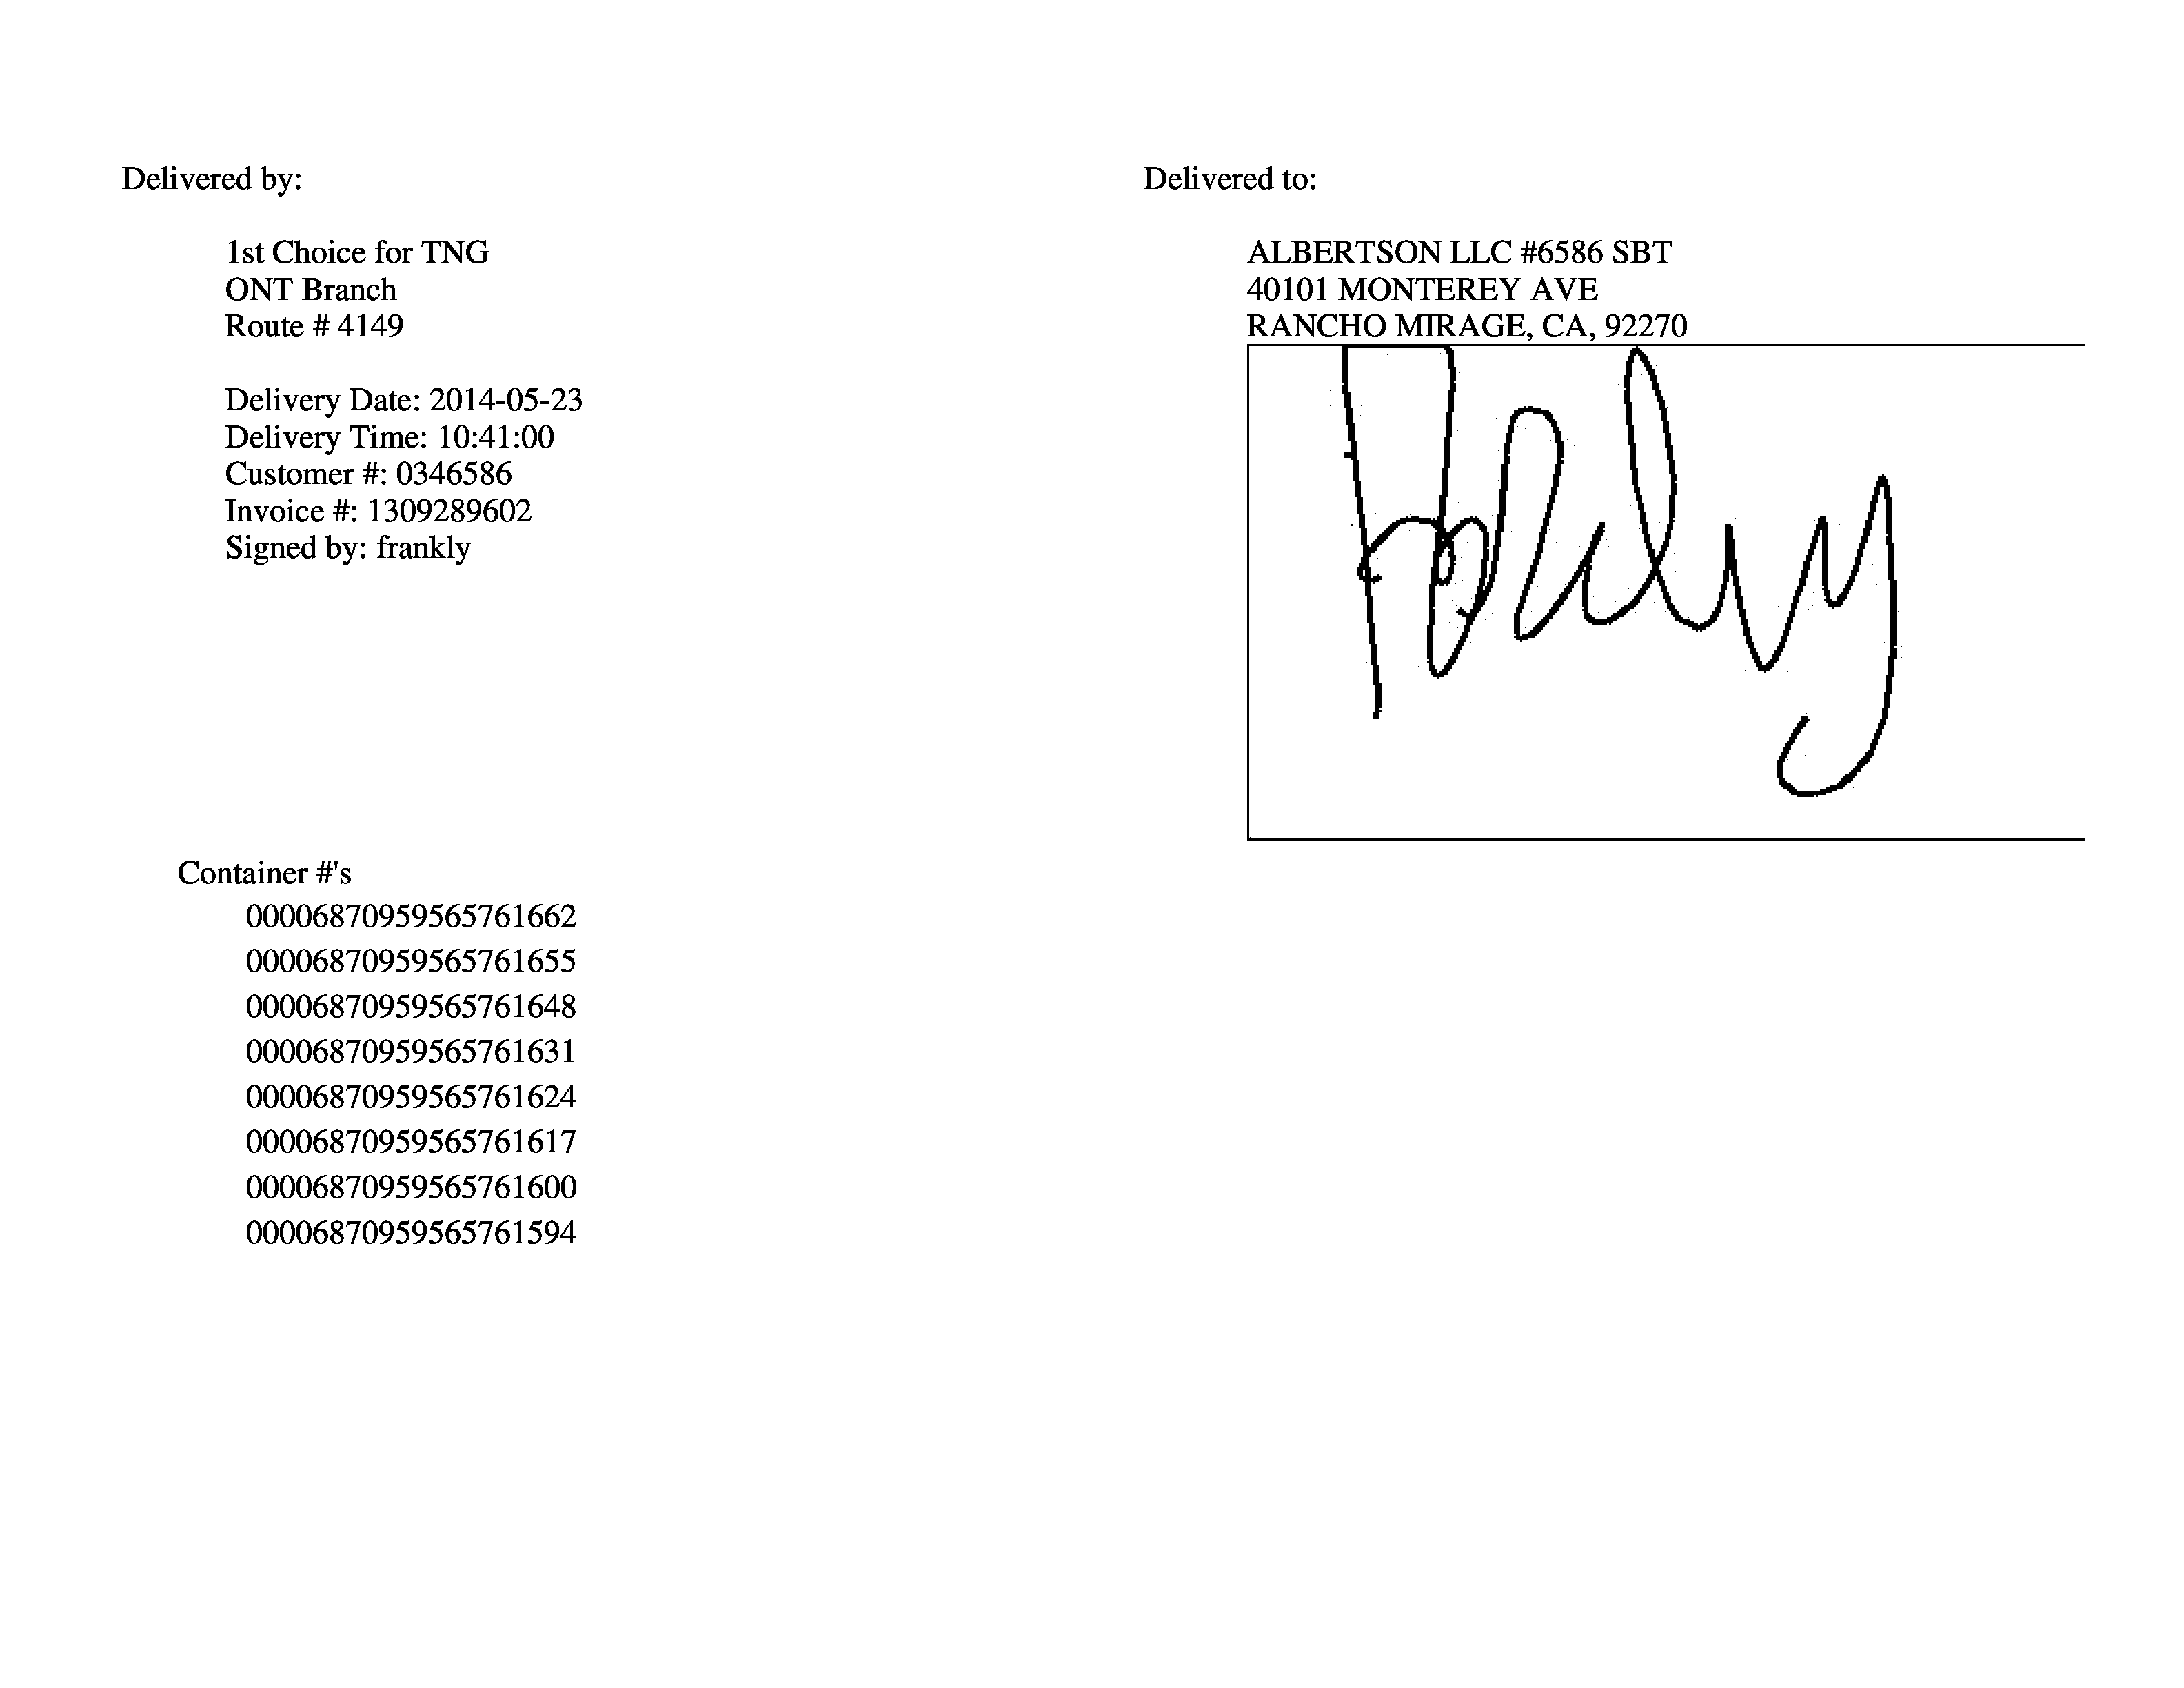 Delivered by:
1st Choice for TNG
ONT Branch
Route # 4149
Delivery Date: 2014-05-23
Delivery Time: 10:41:00
Customer #: 0346586
Invoice #: 1309289602
Signed by: frankly
Delivered to:
ALBERTSON LLC #6586 SBT
40101 MONTEREY AVE
RANCHO MIRAGE, CA, 92270
Container #'s
00006870959565761662
00006870959565761655
00006870959565761648
00006870959565761631
00006870959565761624
00006870959565761617
00006870959565761600
00006870959565761594